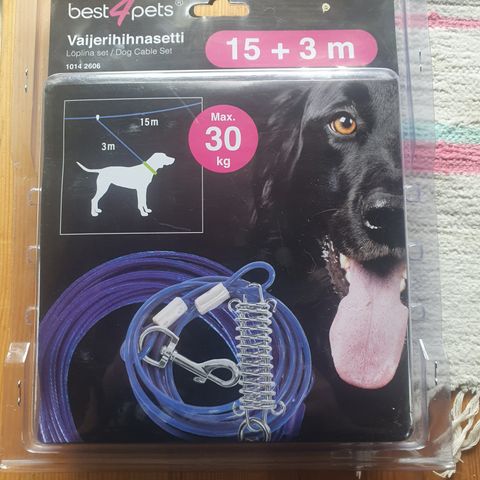 best4pets®
Vaijerihihnasetti
Löplina set / Dog Cable Set
1014 2606
15 + 3 m
15m
3m
Max.
30
kg